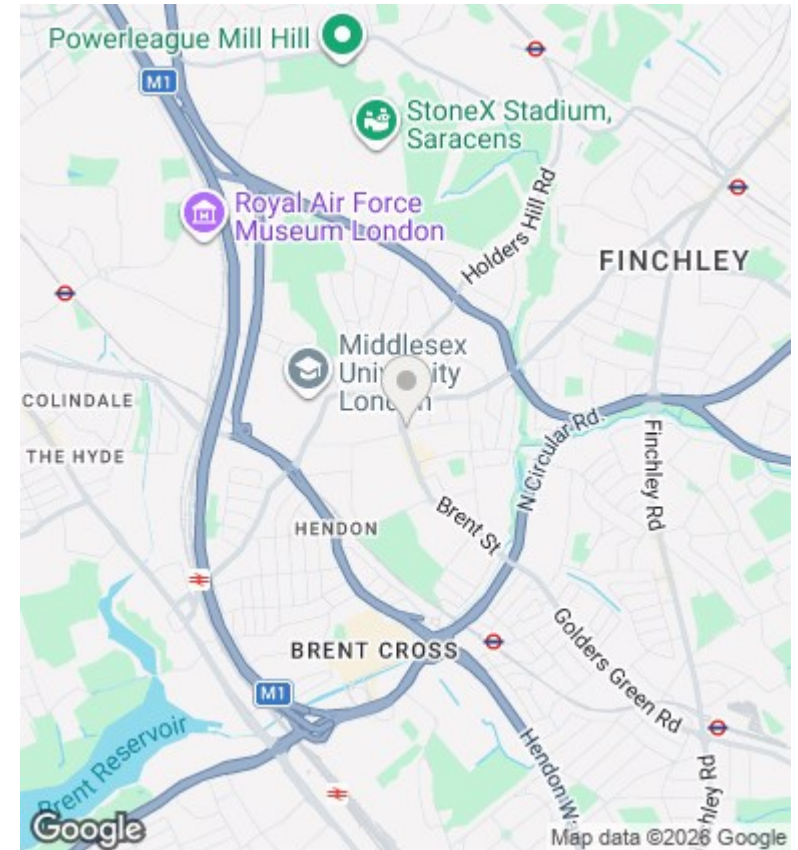 Powerleague Mill Hill
M1
StoneX Stadium,
Saracens
Royal Air Force
Museum London
Holders Hill Rd
FINCHLEY
Middlesex
University
London
COLINDALE
THE HYDE
N Circular Rd.
Finchley Rd
Brent St
HENDON
BRENT CROSS
Golders Green Rd
M1
Brent Reservoir
Hendon W
chley Rd
Google
Map data ©2026 Google